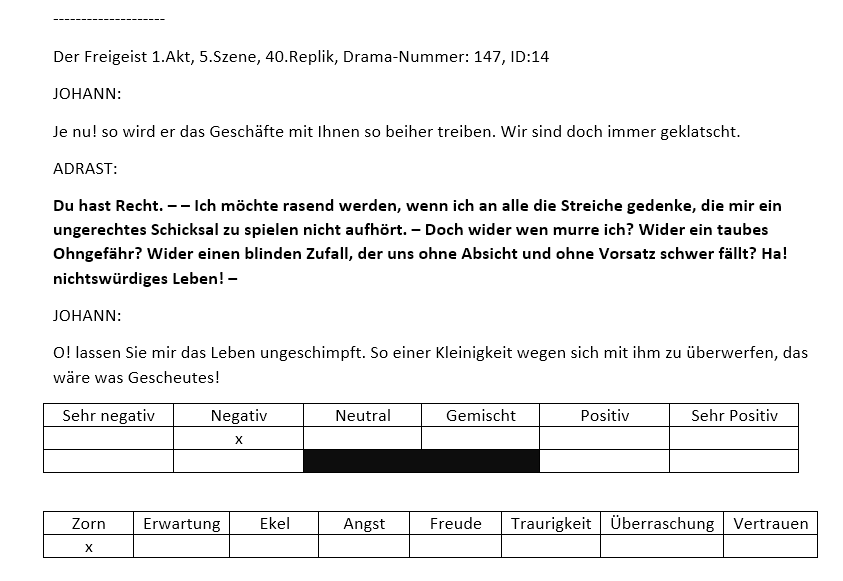 --------------------
Der Freigeist 1.Akt, 5.Szene, 40.Replik, Drama-Nummer: 147, ID:14
JOHANN:
Je nu! so wird er das Geschäfte mit Ihnen so beiher treiben. Wir sind doch immer geklatscht.
ADRAST:
Du hast Recht. – – Ich möchte rasend werden, wenn ich an alle die Streiche gedenke, die mir ein
ungerechtes Schicksal zu spielen nicht aufhört. – Doch wider wen murre ich? Wider ein taubes
Ohngefähr? Wider einen blinden Zufall, der uns ohne Absicht und ohne Vorsatz schwer fällt? Ha!
nichtswürdiges Leben! –
JOHANN:
O! lassen Sie mir das Leben ungeschimpft. So einer Kleinigkeit wegen sich mit ihm zu überwerfen, das
wäre was Gescheutes!
Sehr negativ Negativ Neutral Gemischt Positiv Sehr Positiv
x
Zorn Erwartung Ekel Angst Freude Traurigkeit Überraschung Vertrauen
x